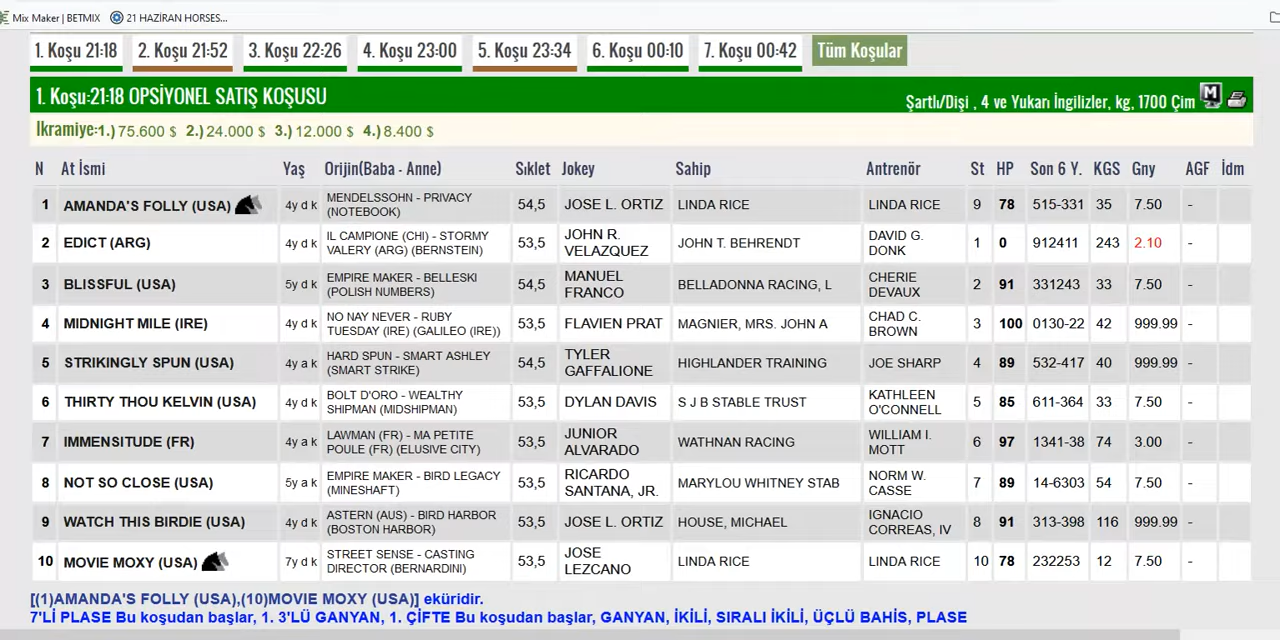 Mix Maker | BETMIX 21 HAZİRAN HORSES...
1. Koşu 21:18 2. Koşu 21:52 3. Koşu 22:26 4. Koşu 23:00 5. Koşu 23:34 6. Koşu 00:10 7. Koşu 00:42 Tüm Koşular
1. Koşu:21:18 OPSİYONEL SATIŞ KOŞUSU Şartlı/Dişi , 4 ve Yukarı İngilizler, kg, 1700 Çim M
İkramiye:1.) 75.600 $ 2.) 24.000 $ 3.) 12.000 $ 4.) 8.400 $
N At İsmi Yaş Orijin(Baba - Anne) Sıklet Jokey Sahip Antrenör St HP Son 6 Y. KGS Gny AGF İdm
1 AMANDA'S FOLLY (USA) 4y d k MENDELSSOHN - PRIVACY (NOTEBOOK) 54,5 JOSE L. ORTIZ LINDA RICE LINDA RICE 9 78 515-331 35 7.50 -
2 EDICT (ARG) 4y d k IL CAMPIONE (CHI) - STORMY VALERY (ARG) (BERNSTEIN) 53,5 JOHN R. VELAZQUEZ JOHN T. BEHRENDT DAVID G. DONK 1 0 912411 243 2.10 -
3 BLISSFUL (USA) 5y d k EMPIRE MAKER - BELLESKI (POLISH NUMBERS) 53,5 MANUEL FRANCO BELLADONNA RACING, L CHERIE DEVAUX 2 91 331243 33 7.50 -
4 MIDNIGHT MILE (IRE) 4y d k NO NAY NEVER - RUBY TUESDAY (IRE) (GALILEO (IRE)) 53,5 FLAVIEN PRAT MAGNIER, MRS. JOHN A CHAD C. BROWN 3 100 0130-22 42 999.99 -
5 STRIKINGLY SPUN (USA) 4y a k HARD SPUN - SMART ASHLEY (SMART STRIKE) 54,5 TYLER GAFFALIONE HIGHLANDER TRAINING JOE SHARP 4 89 532-417 40 999.99 -
6 THIRTY THOU KELVIN (USA) 4y d k BOLT D'ORO - WEALTHY SHIPMAN (MIDSHIPMAN) 53,5 DYLAN DAVIS S J B STABLE TRUST KATHLEEN O'CONNELL 5 85 611-364 33 7.50 -
7 IMMENSITUDE (FR) 4y a k LAWMAN (FR) - MA PETITE POULE (FR) (ELUSIVE CITY) 53,5 JUNIOR ALVARADO WATHNAN RACING WILLIAM I. MOTT 6 97 1341-38 74 3.00 -
8 NOT SO CLOSE (USA) 5y a k EMPIRE MAKER - BIRD LEGACY (MINESHAFT) 53,5 RICARDO SANTANA, JR. MARYLOU WHITNEY STAB NORM W. CASSE 7 89 14-6303 54 7.50 -
9 WATCH THIS BIRDIE (USA) 4y d k ASTERN (AUS) - BIRD HARBOR (BOSTON HARBOR) 53,5 JOSE L. ORTIZ HOUSE, MICHAEL IGNACIO CORREAS, IV 8 91 313-398 116 999.99 -
10 MOVIE MOXY (USA) 7y d k STREET SENSE - CASTING DIRECTOR (BERNARDINI) 53,5 JOSE LEZCANO LINDA RICE LINDA RICE 10 78 232253 12 7.50 -
[(1)AMANDA'S FOLLY (USA),(10)MOVIE MOXY (USA)] eküridir.
7'Lİ PLASE Bu koşudan başlar, 1. 3'LÜ GANYAN, 1. ÇİFTE Bu koşudan başlar, GANYAN, İKİLİ, SIRALI İKİLİ, ÜÇLÜ BAHİS, PLASE